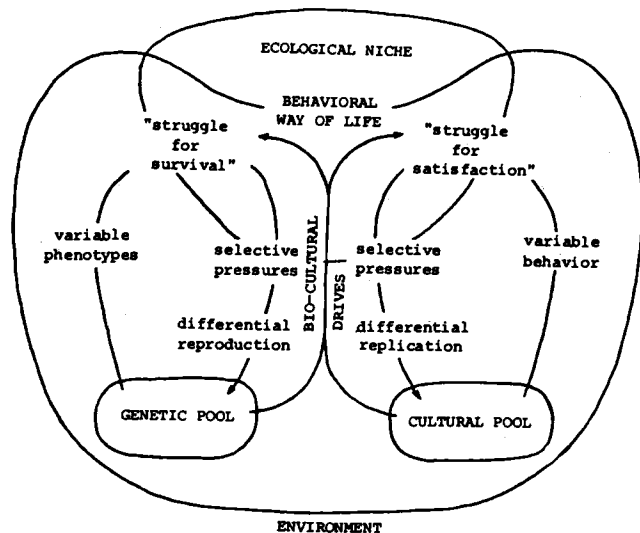 ECOLOGICAL NICHE
BEHAVIORAL
WAY OF LIFE
"struggle
for
survival"
"struggle
for
satisfaction"
variable
phenotypes
selective
pressures
BIO-CULTURAL
DRIVES
selective
pressures
variable
behavior
differential
reproduction
differential
replication
GENETIC POOL
CULTURAL POOL
ENVIRONMENT